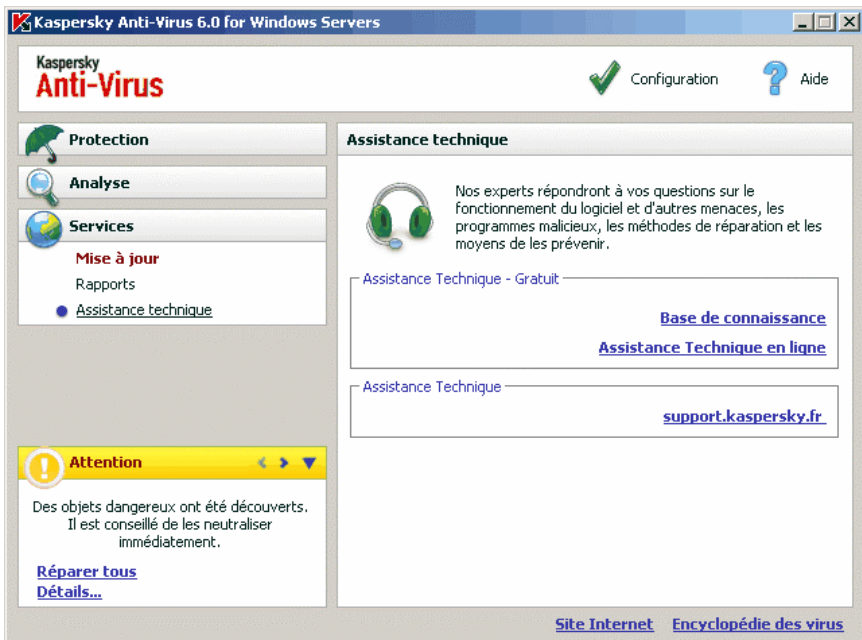 Kaspersky Anti-Virus 6.0 for Windows Servers
Kaspersky
Anti-Virus
Configuration
Aide
Protection
Analyse
Services
Mise à jour
Rapports
Assistance technique
Attention
Des objets dangereux ont été découverts.
Il est conseillé de les neutraliser
immédiatement.
Réparer tous
Détails...
Assistance technique
Nos experts répondront à vos questions sur le
fonctionnement du logiciel et d'autres menaces, les
programmes malicieux, les méthodes de réparation et les
moyens de les prévenir.
Assistance Technique - Gratuit
Base de connaissance
Assistance Technique en ligne
Assistance Technique
support.kaspersky.fr
Site Internet
Encyclopédie des virus